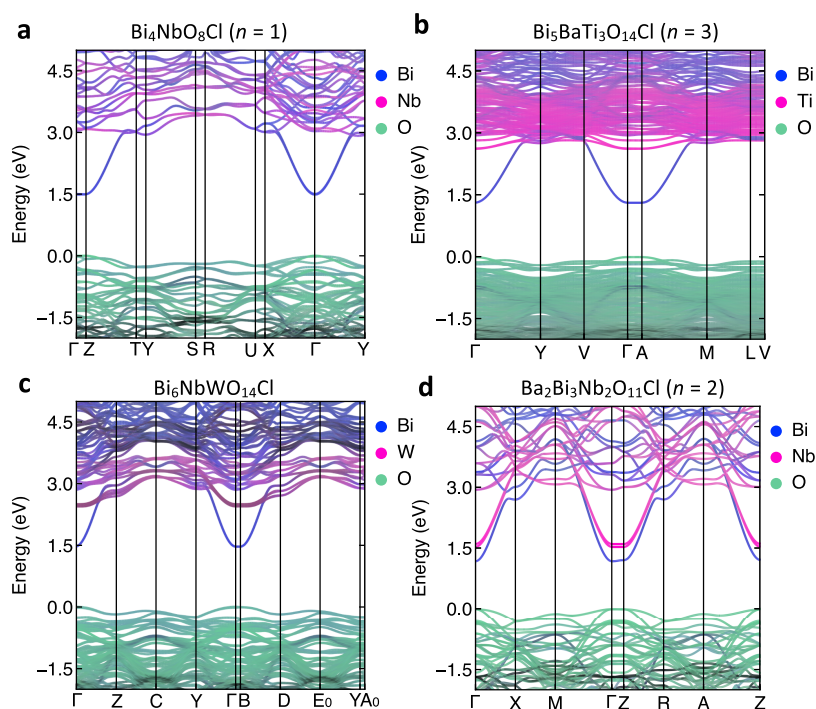 a
Bi₄NbO₈Cl (n = 1)
4.5
3.0
1.5
0.0
−1.5
Energy (eV)
Γ Z T Y S R U X Γ Y
Bi
Nb
O
b
Bi₅BaTi₃O₁₄Cl (n = 3)
4.5
3.0
1.5
0.0
−1.5
Energy (eV)
Γ Y V Γ A M L V
Bi
Ti
O
c
Bi₆NbWO₁₄Cl
4.5
3.0
1.5
0.0
−1.5
Energy (eV)
Γ Z C Y Γ B D E₀ Y A₀
Bi
W
O
d
Ba₂Bi₃Nb₂O₁₁Cl (n = 2)
4.5
3.0
1.5
0.0
−1.5
Energy (eV)
Γ X M Γ Z R A Z
Bi
Nb
O